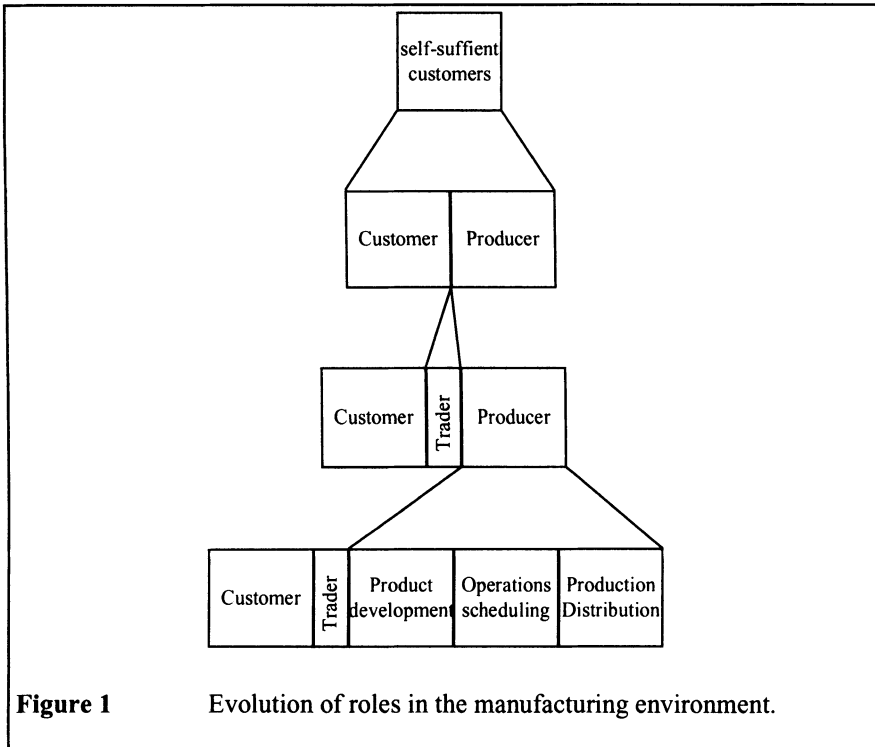 self-suffient
customers
Customer
Producer
Customer
Trader
Producer
Customer
Trader
Product
development
Operations
scheduling
Production
Distribution
Figure 1 Evolution of roles in the manufacturing environment.